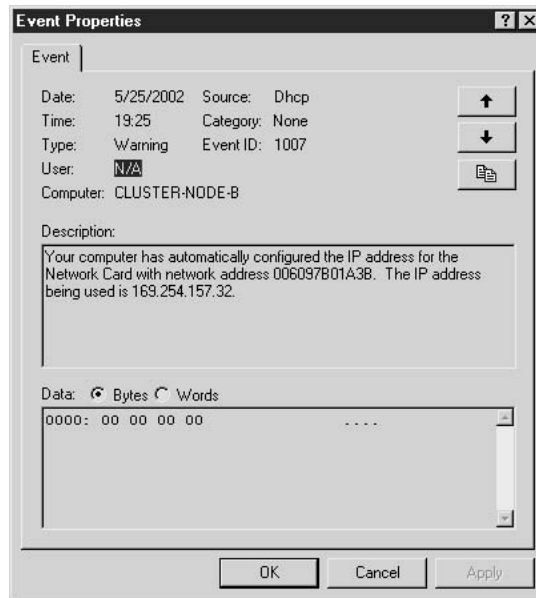 Event Properties
Event
Date: 5/25/2002 Source: Dhcp
Time: 19:25 Category: None
Type: Warning Event ID: 1007
User: N/A
Computer: CLUSTER-NODE-B
Description:
Your computer has automatically configured the IP address for the
Network Card with network address 006097B01A3B. The IP address
being used is 169.254.157.32.
Data: Bytes Words
0000: 00 00 00 00 ....
OK Cancel Apply